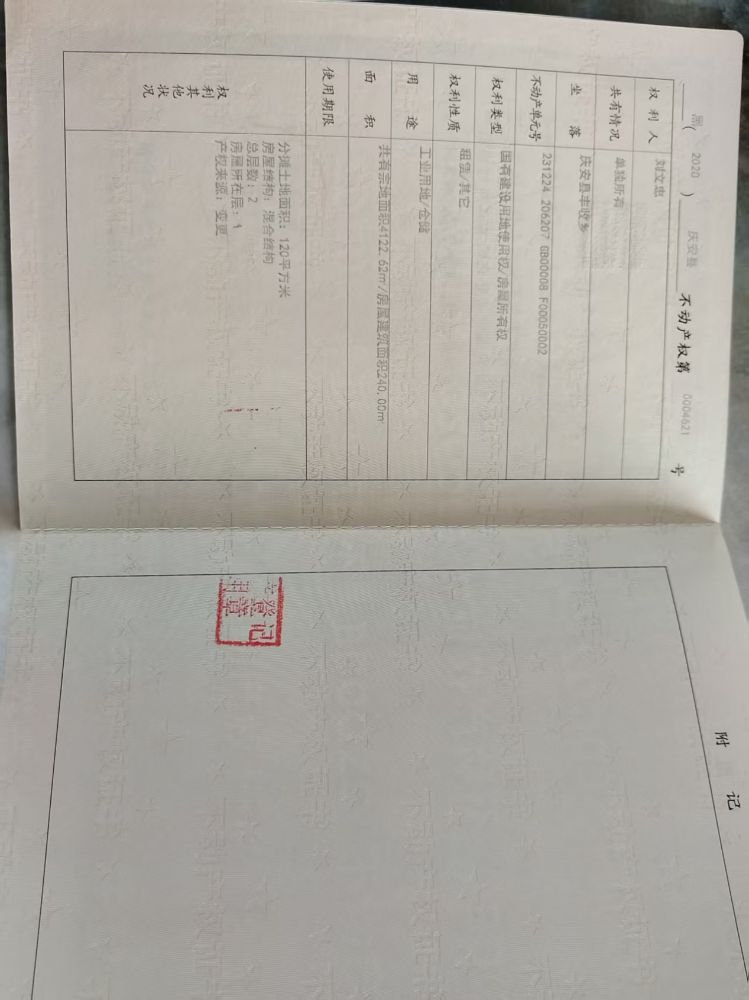 黑( 2020 ) 庆安县 不动产权第 0004621 号
权利人 刘文忠
共有情况 单独所有
坐落 庆安县丰收乡
不动产单元号 231224 206207 GB00008 F00050002
权利类型 国有建设用地使用权/房屋所有权
权利性质 租赁/其它
用途 工业用地/仓储
面积 共有宗地面积4122.62㎡/房屋建筑面积240.00㎡
使用期限
权利其他状况
分摊土地面积：120平方米
房屋结构：混合结构
总层数：2
房屋所在层：1
产权来源：变更
附记
登记
章